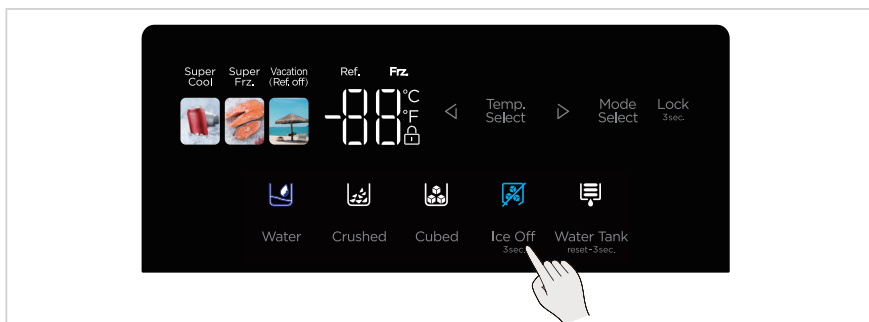 Super Cool
Super Frz.
Vacation (Ref. off)
Ref.
Frz.
-88
°C
°F
Temp. Select
Mode Select
Lock
3sec.
Water
Crushed
Cubed
Ice Off
3sec.
Water Tank
reset-3sec.